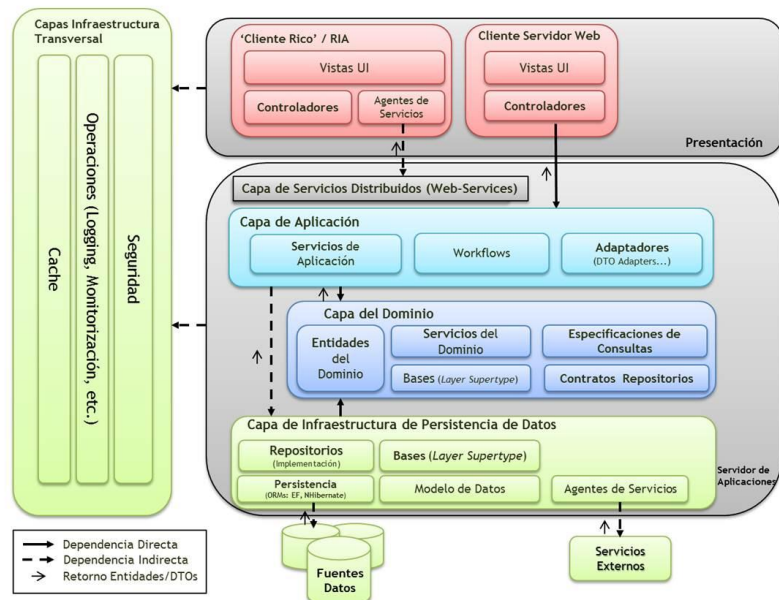 Capas Infraestructura
Transversal
Cache
Operaciones (Logging, Monitorización, etc.)
Seguridad
‘Cliente Rico’ / RIA
Vistas UI
Controladores
Agentes de
Servicios
Cliente Servidor Web
Vistas UI
Controladores
Presentación
Capa de Servicios Distribuidos (Web-Services)
Capa de Aplicación
Servicios de
Aplicación
Workflows
Adaptadores
(DTO Adapters...)
Capa del Dominio
Entidades
del
Dominio
Servicios del
Dominio
Especificaciones de
Consultas
Bases (Layer Supertype)
Contratos Repositorios
Capa de Infraestructura de Persistencia de Datos
Repositorios
(Implementación)
Bases (Layer Supertype)
Persistencia
(ORMs: EF, NHibernate)
Modelo de Datos
Agentes de Servicios
Servidor de
Aplicaciones
Fuentes
Datos
Servicios
Externos
Dependencia Directa
Dependencia Indirecta
Retorno Entidades/DTOs